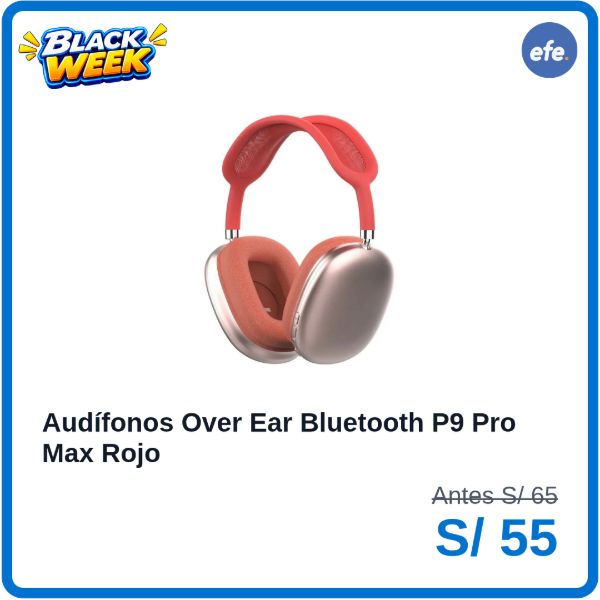 BLACK
WEEK
efe.
Audífonos Over Ear Bluetooth P9 Pro
Max Rojo
Antes S/ 65
S/ 55